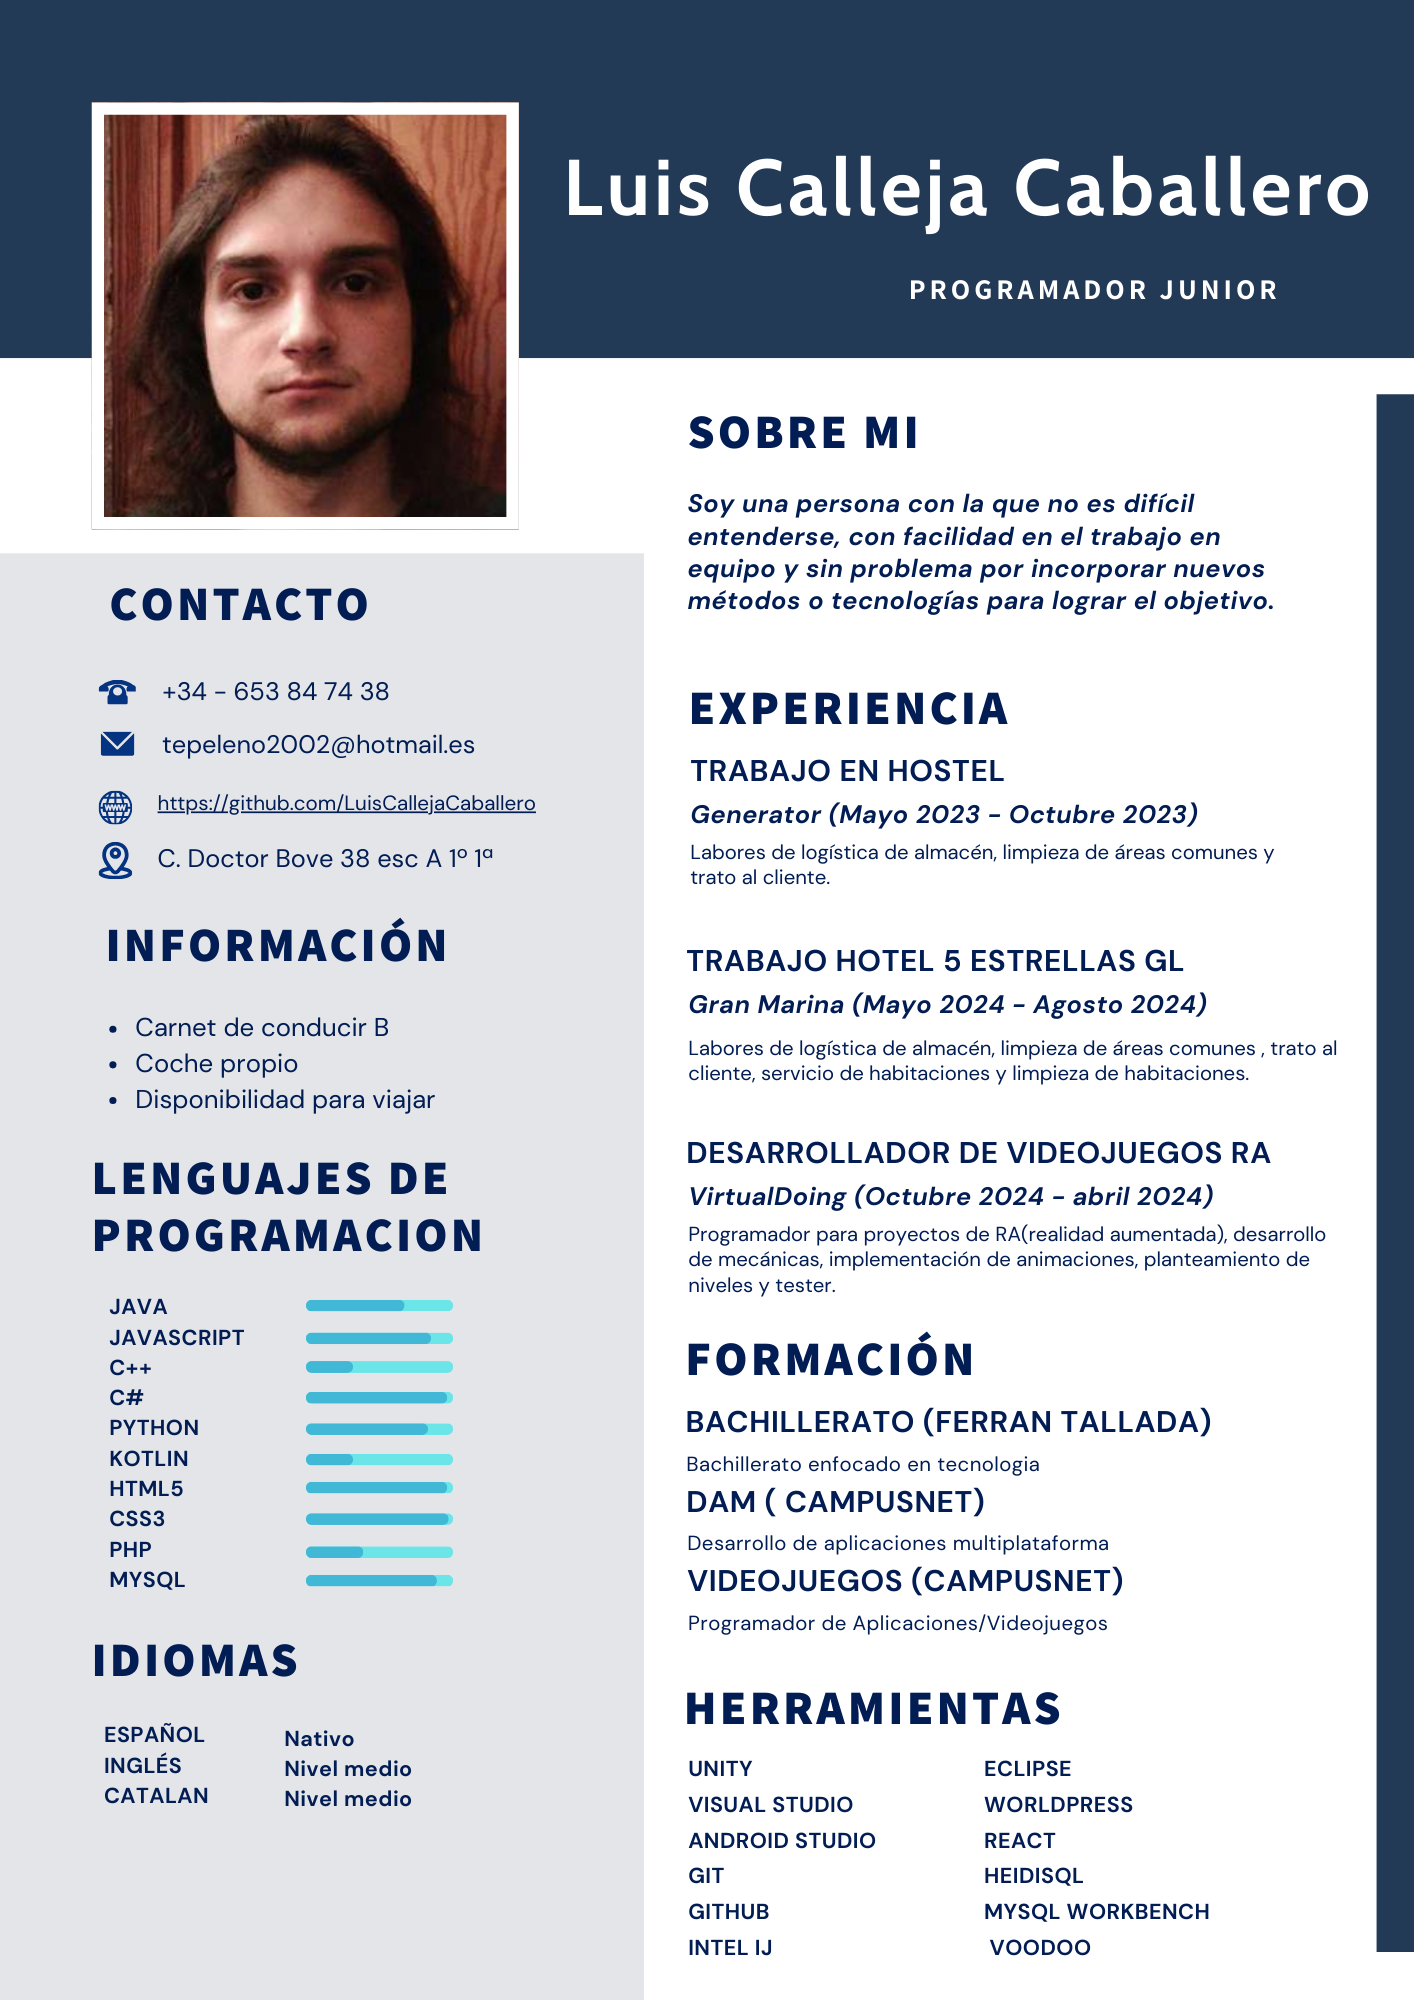 Luis Calleja Caballero
PROGRAMADOR JUNIOR
CONTACTO
+34 - 653 84 74 38
tepeleno2002@hotmail.es
www
https://github.com/LuisCallejaCaballero
C. Doctor Bove 38 esc A 1º 1ª
INFORMACIÓN
• Carnet de conducir B
• Coche propio
• Disponibilidad para viajar
LENGUAJES DE
PROGRAMACION
JAVA
JAVASCRIPT
C++
C#
PYTHON
KOTLIN
HTML5
CSS3
PHP
MYSQL
IDIOMAS
ESPAÑOL Nativo
INGLÉS Nivel medio
CATALAN Nivel medio
SOBRE MI
Soy una persona con la que no es difícil
entenderse, con facilidad en el trabajo en
equipo y sin problema por incorporar nuevos
métodos o tecnologías para lograr el objetivo.
EXPERIENCIA
TRABAJO EN HOSTEL
Generator (Mayo 2023 - Octubre 2023)
Labores de logística de almacén, limpieza de áreas comunes y
trato al cliente.
TRABAJO HOTEL 5 ESTRELLAS GL
Gran Marina (Mayo 2024 - Agosto 2024)
Labores de logística de almacén, limpieza de áreas comunes , trato al
cliente, servicio de habitaciones y limpieza de habitaciones.
DESARROLLADOR DE VIDEOJUEGOS RA
VirtualDoing (Octubre 2024 - abril 2024)
Programador para proyectos de RA(realidad aumentada), desarrollo
de mecánicas, implementación de animaciones, planteamiento de
niveles y tester.
FORMACIÓN
BACHILLERATO (FERRAN TALLADA)
Bachillerato enfocado en tecnologia
DAM ( CAMPUSNET)
Desarrollo de aplicaciones multiplataforma
VIDEOJUEGOS (CAMPUSNET)
Programador de Aplicaciones/Videojuegos
HERRAMIENTAS
UNITY ECLIPSE
VISUAL STUDIO WORLDPRESS
ANDROID STUDIO REACT
GIT HEIDISQL
GITHUB MYSQL WORKBENCH
INTEL IJ VOODOO